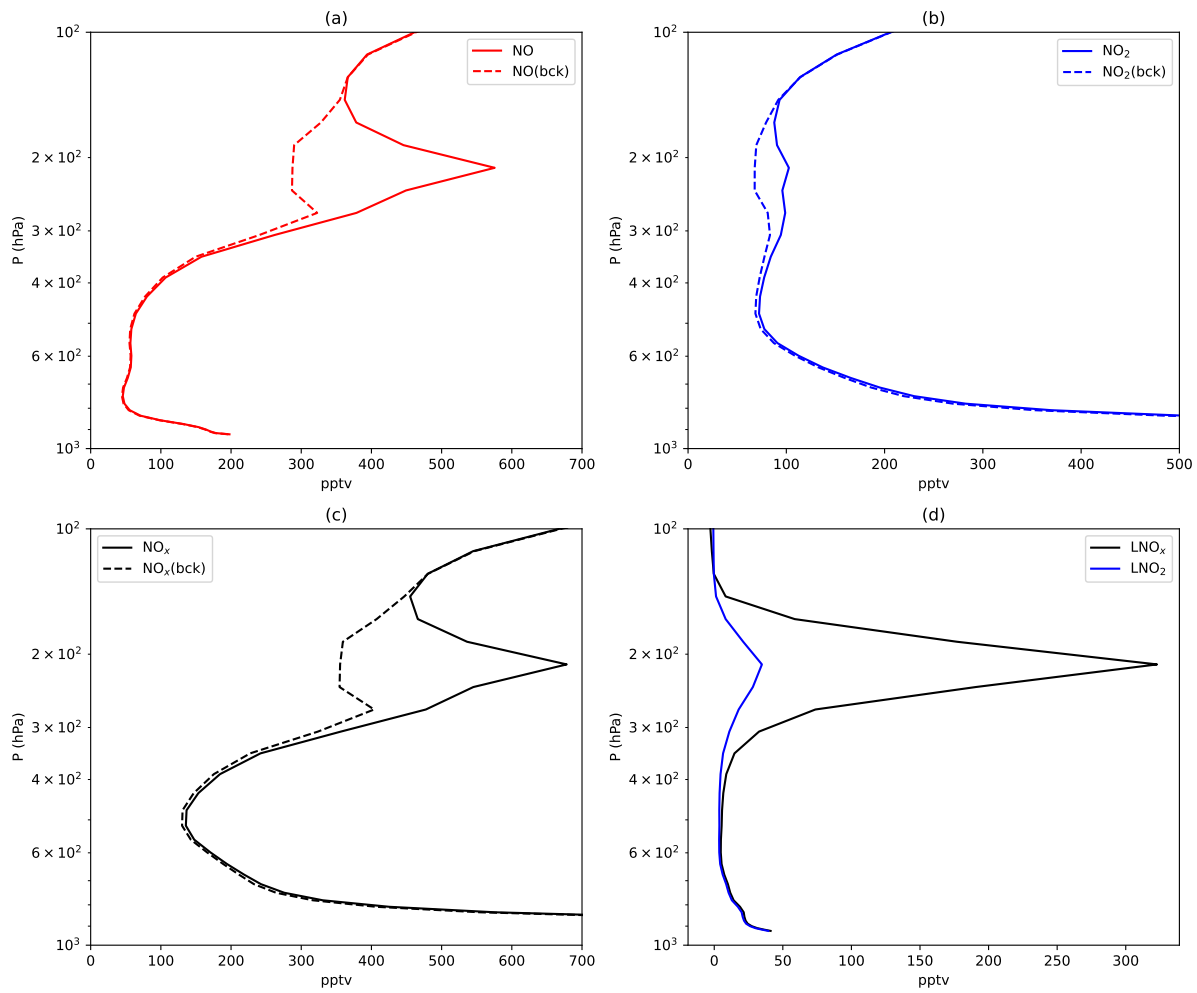 (a)
P (hPa)
10²
2 × 10²
3 × 10²
4 × 10²
6 × 10²
10³
NO
NO(bck)
0 100 200 300 400 500 600 700
pptv
(b)
P (hPa)
10²
2 × 10²
3 × 10²
4 × 10²
6 × 10²
10³
NO₂
NO₂(bck)
0 100 200 300 400 500
pptv
(c)
P (hPa)
10²
2 × 10²
3 × 10²
4 × 10²
6 × 10²
10³
NOₓ
NOₓ(bck)
0 100 200 300 400 500 600 700
pptv
(d)
P (hPa)
10²
2 × 10²
3 × 10²
4 × 10²
6 × 10²
10³
LNOₓ
LNO₂
0 50 100 150 200 250 300
pptv